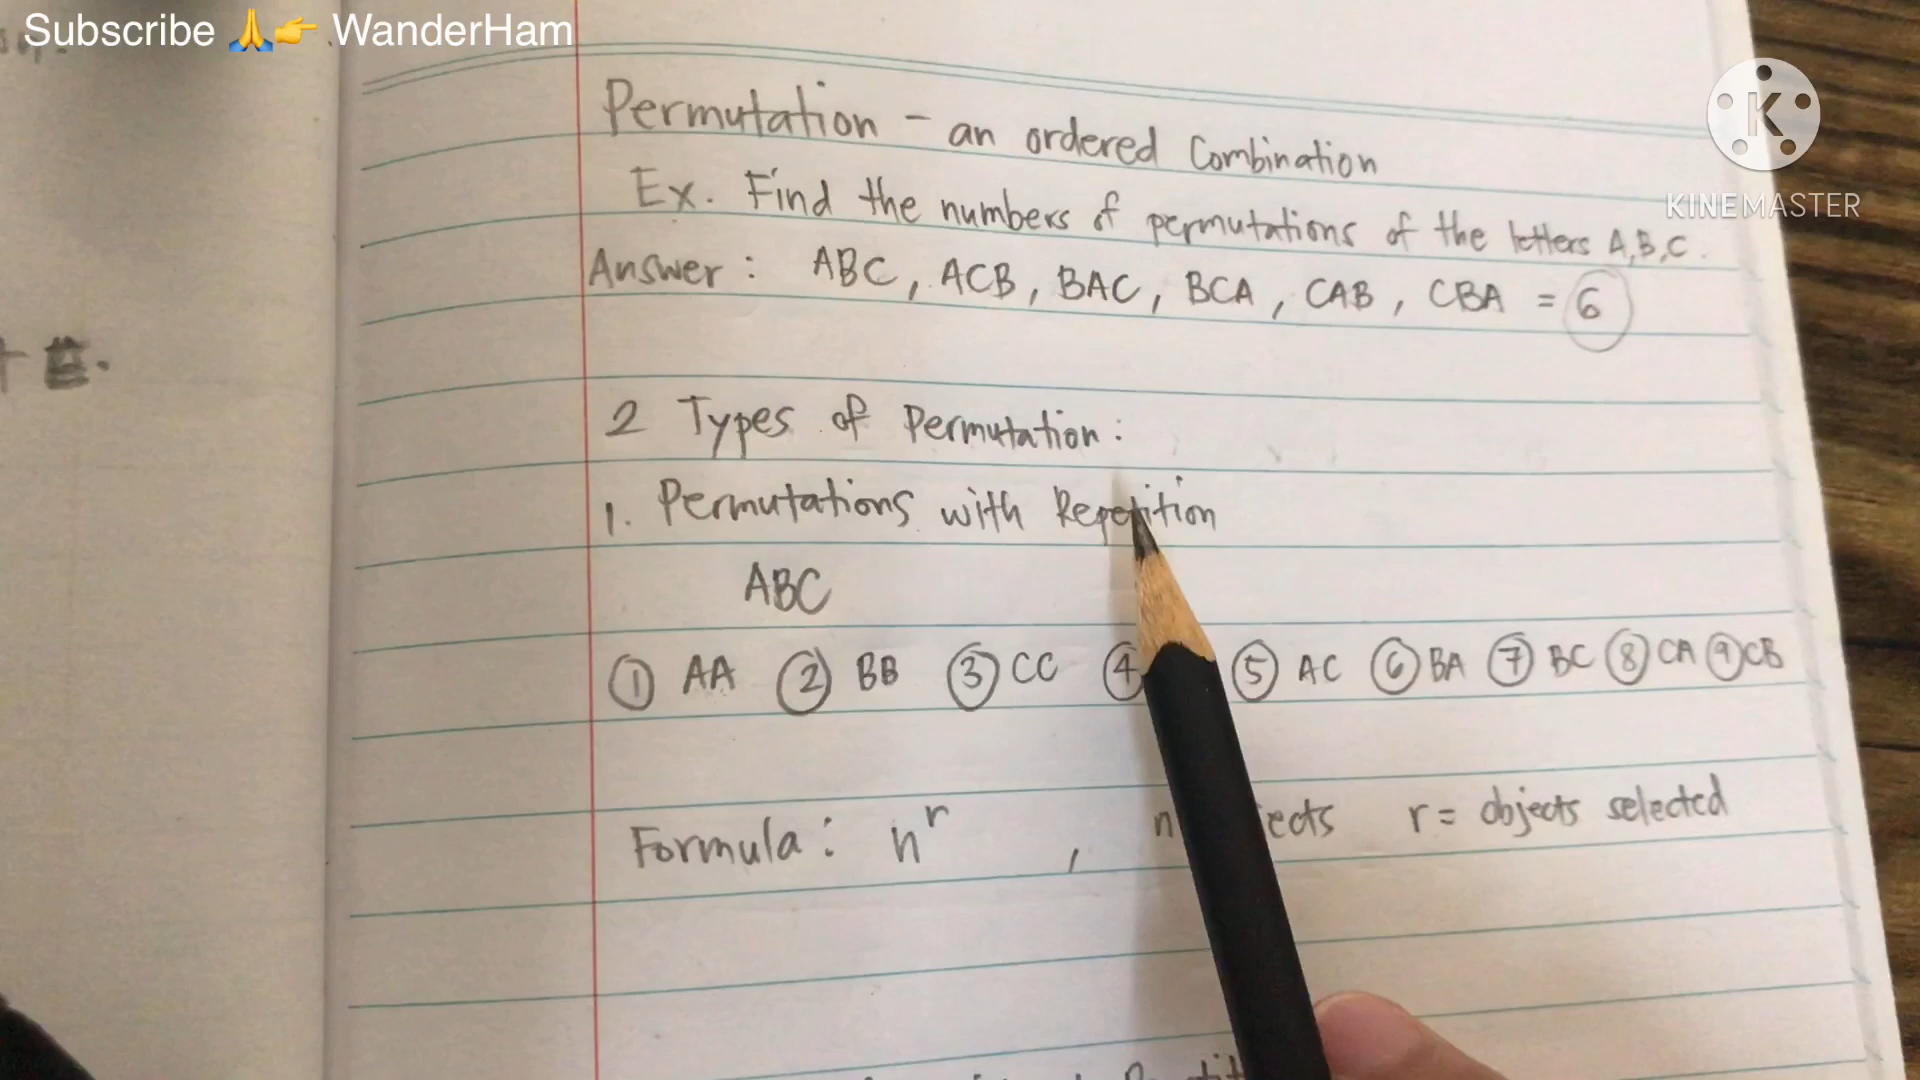 Subscribe 🙏👉 WanderHam
K
KINEMASTER
Permutation - an ordered Combination
Ex. Find the numbers of permutations of the letters A,B,C.
Answer: ABC, ACB, BAC, BCA, CAB, CBA = 6
2 Types of Permutation:
1. Permutations with Repetition
ABC
① AA ② BB ③ CC ④ ⑤ AC ⑥ BA ⑦ BC ⑧ CA ⑨ CB
Formula: n^r , n r = objects selected